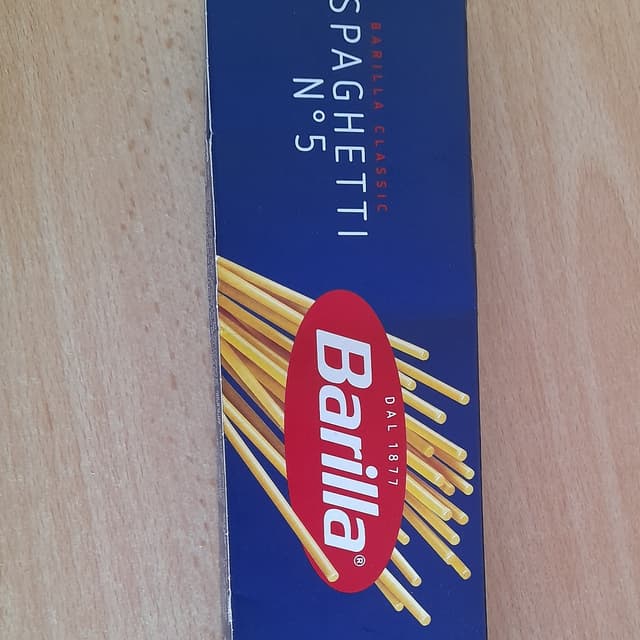 BARILLA CLASSIC
SPAGHETTI
N°5
DAL 1877
Barilla®